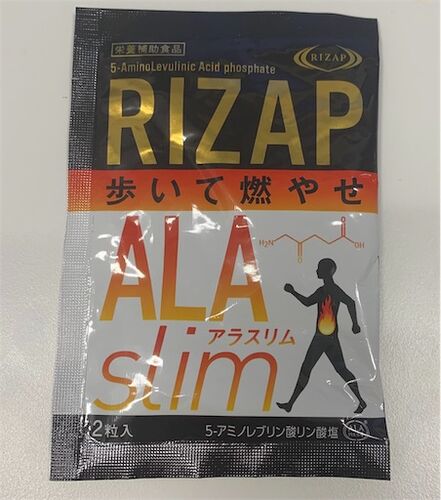 栄養補助食品
5-AminoLevulinic Acid phosphate
RIZAP
RIZAP
歩いて燃やせ
ALA
H₂N
O
O
OH
slim
アラスリム
2粒入
5-アミノレブリン酸リン酸塩